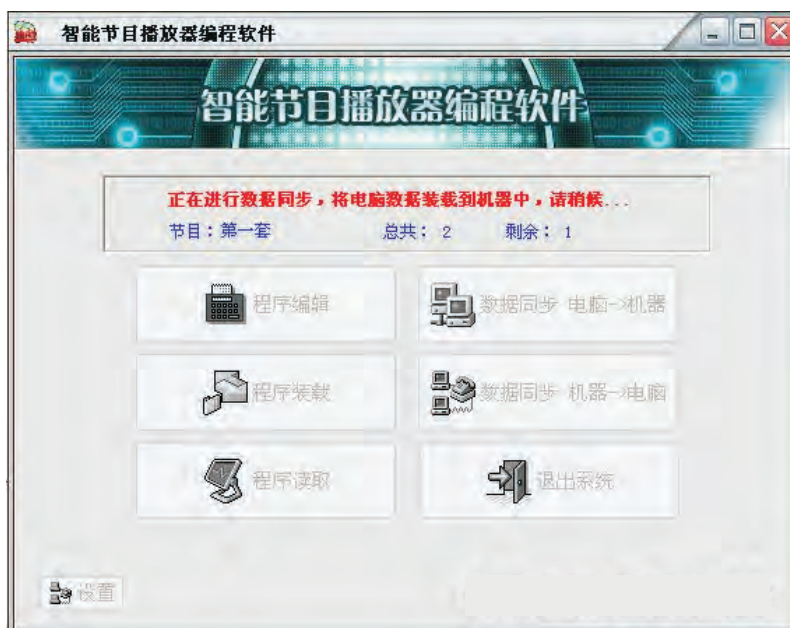 智能节目播放器编程软件
智能节目播放器编程软件
正在进行数据同步，将电脑数据装载到机器中，请稍候...
节目：第一套 总共： 2 剩余： 1
程序编辑 数据同步 电脑->机器
程序装载 数据同步 机器->电脑
程序读取 退出系统
设置